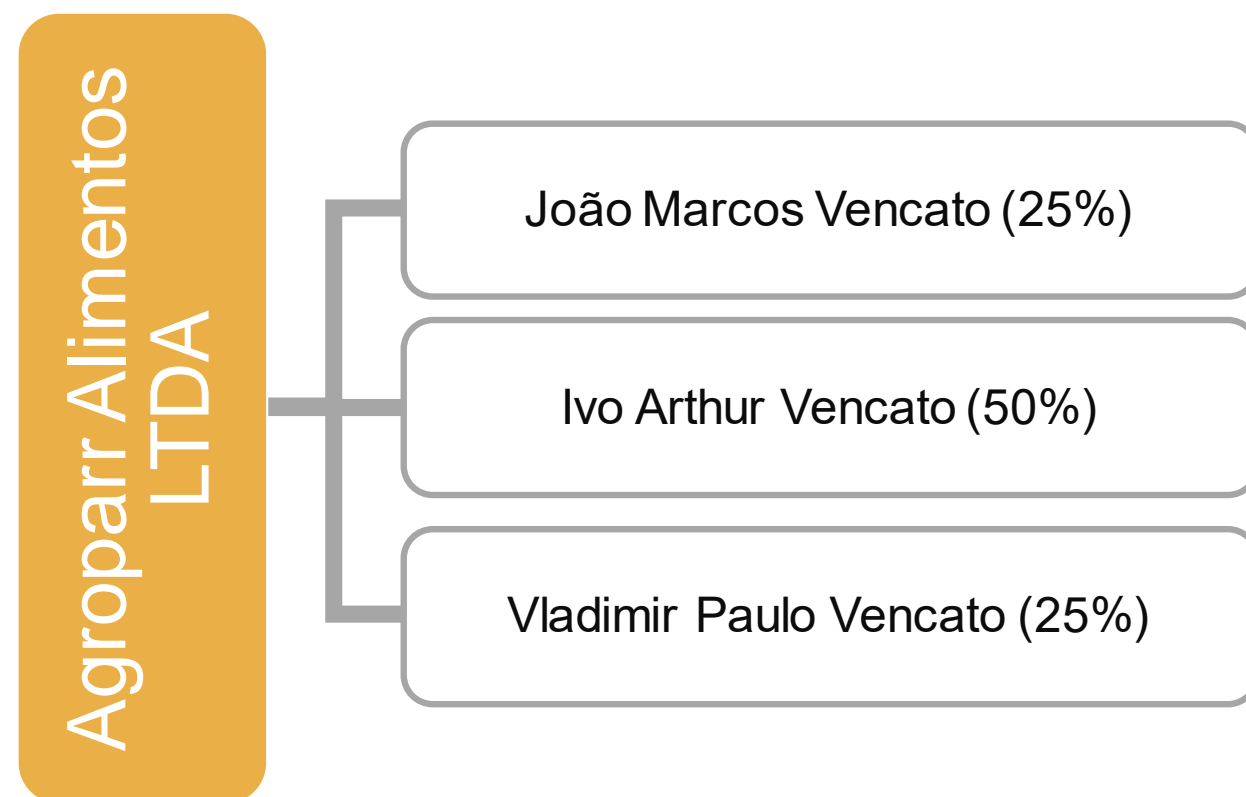 Agroparr Alimentos
LTDA
João Marcos Vencato (25%)
Ivo Arthur Vencato (50%)
Vladimir Paulo Vencato (25%)